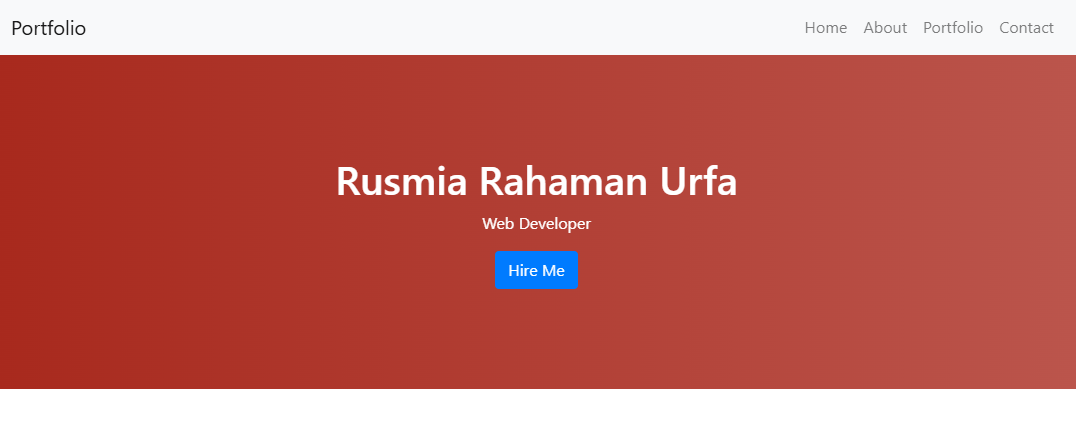 Portfolio
Home About Portfolio Contact
Rusmia Rahaman Urfa
Web Developer
Hire Me